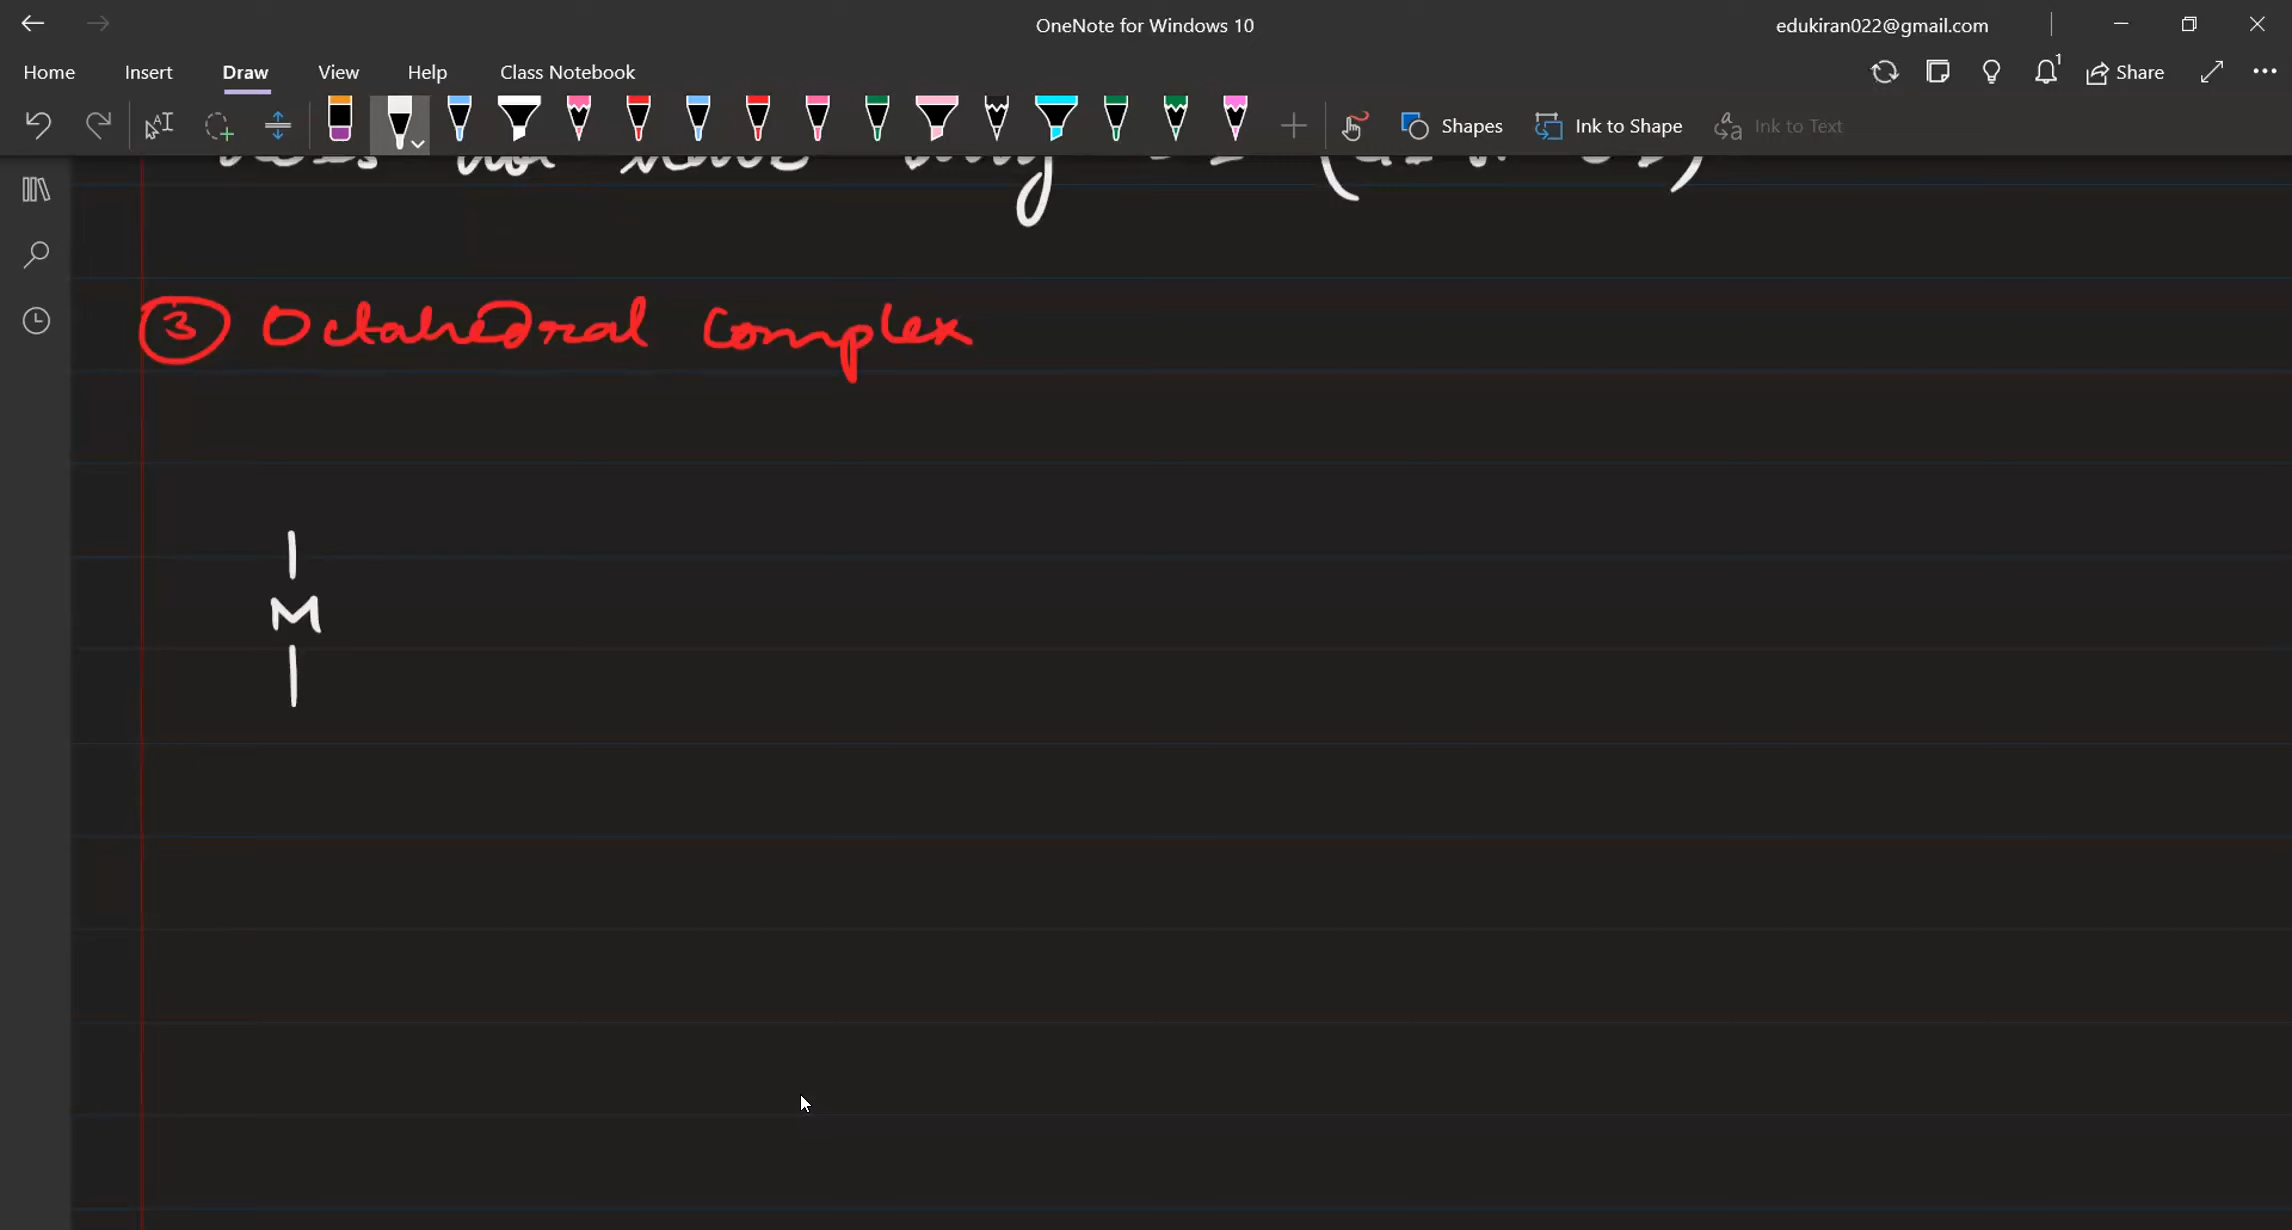 OneNote for Windows 10
edukiran022@gmail.com
Home Insert Draw View Help Class Notebook
1
Share
Shapes Ink to Shape Ink to Text
③ Octahedral Complex
M